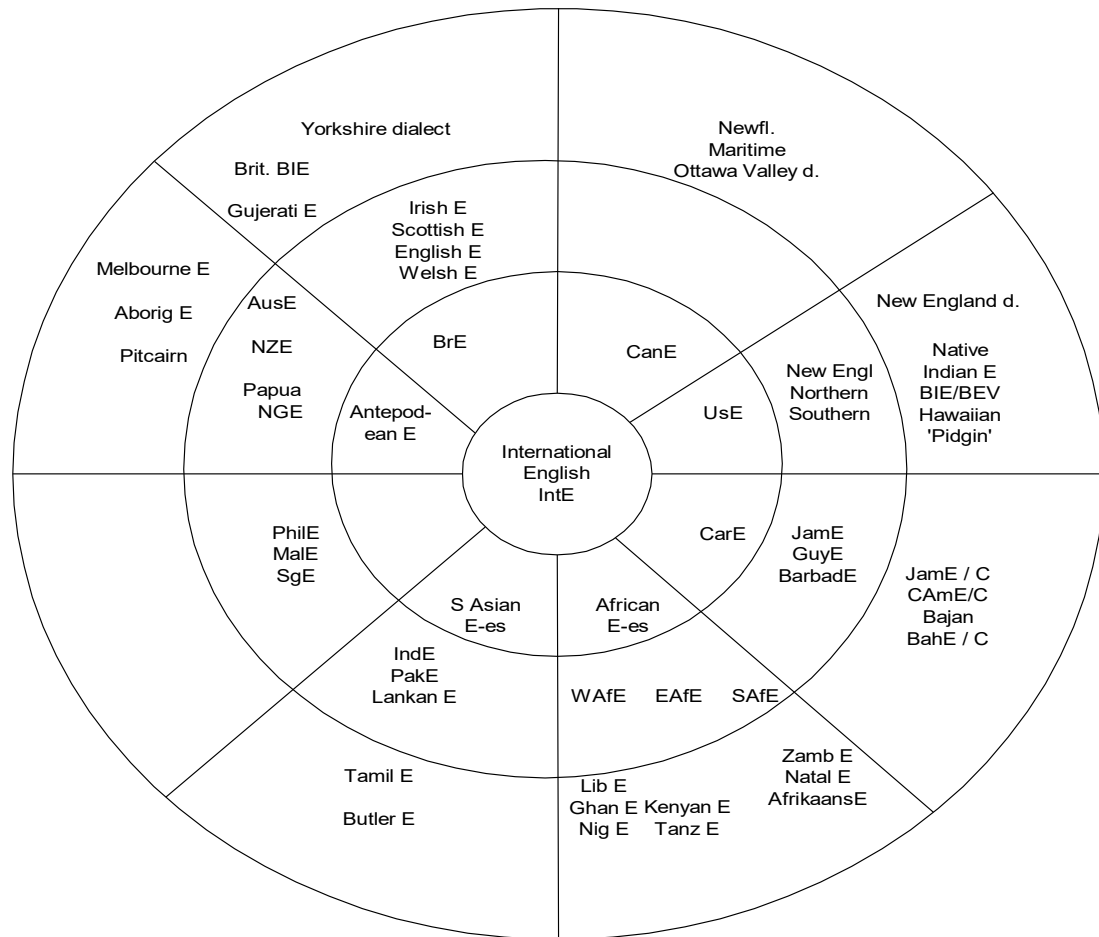 Yorkshire dialect
Brit. BIE
Gujerati E
Newfl.
Maritime
Ottawa Valley d.
Irish E
Scottish E
English E
Welsh E
Melbourne E
Aborig E
Pitcairn
AusE
NZE
Papua
NGE
Antepod-
ean E
BrE
CanE
UsE
New Engl
Northern
Southern
New England d.
Native
Indian E
BIE/BEV
Hawaiian
'Pidgin'
International
English
IntE
PhilE
MalE
SgE
S Asian
E-es
African
E-es
CarE
JamE
GuyE
BarbadE
JamE / C
CAmE/C
Bajan
BahE / C
IndE
PakE
Lankan E
WAfE EAfE SAfE
Tamil E
Butler E
Lib E
Ghan E
Nig E
Kenyan E
Tanz E
Zamb E
Natal E
AfrikaansE